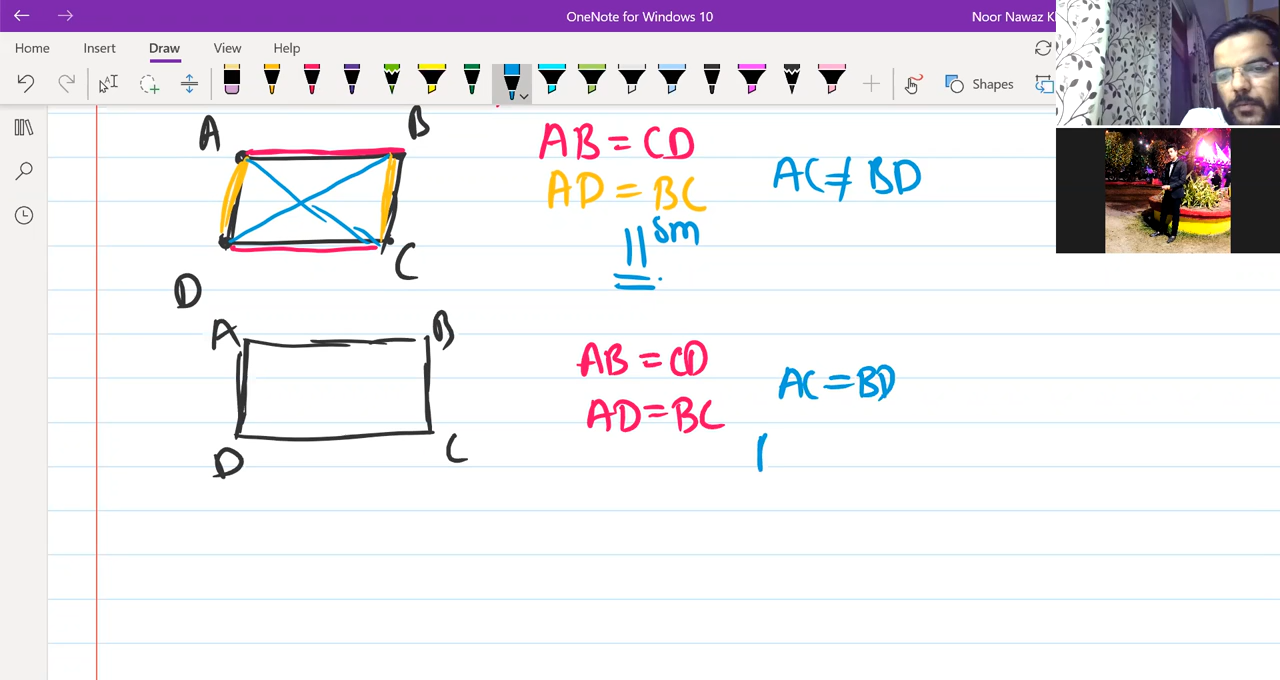 OneNote for Windows 10
Noor Nawaz K
Home Insert Draw View Help
Shapes
A B
AB = CD
AD = BC
AC ≠ BD
||gm
D C
A B
AB = CD
AD = BC
AC = BD
D C